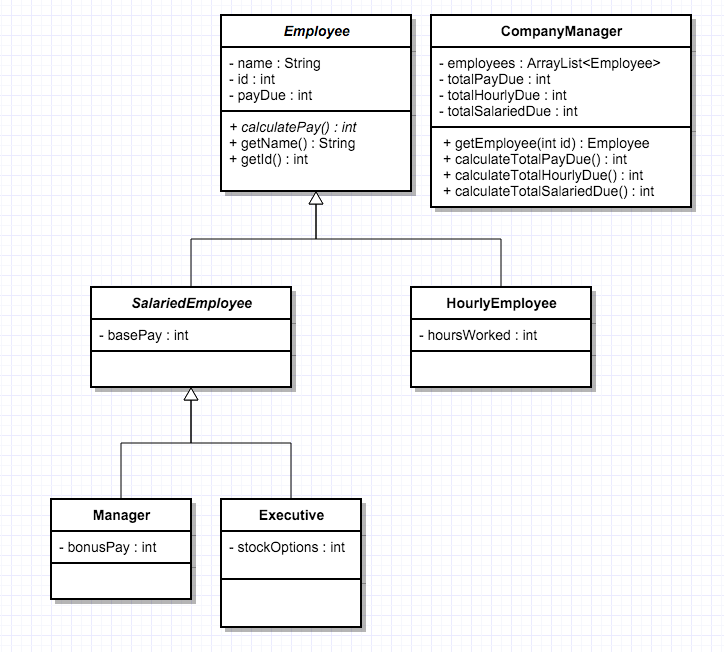 Employee
- name : String
- id : int
- payDue : int
+ calculatePay() : int
+ getName() : String
+ getId() : int
CompanyManager
- employees : ArrayList<Employee>
- totalPayDue : int
- totalHourlyDue : int
- totalSalariedDue : int
+ getEmployee(int id) : Employee
+ calculateTotalPayDue() : int
+ calculateTotalHourlyDue() : int
+ calculateTotalSalariedDue() : int
SalariedEmployee
- basePay : int
HourlyEmployee
- hoursWorked : int
Manager
- bonusPay : int
Executive
- stockOptions : int